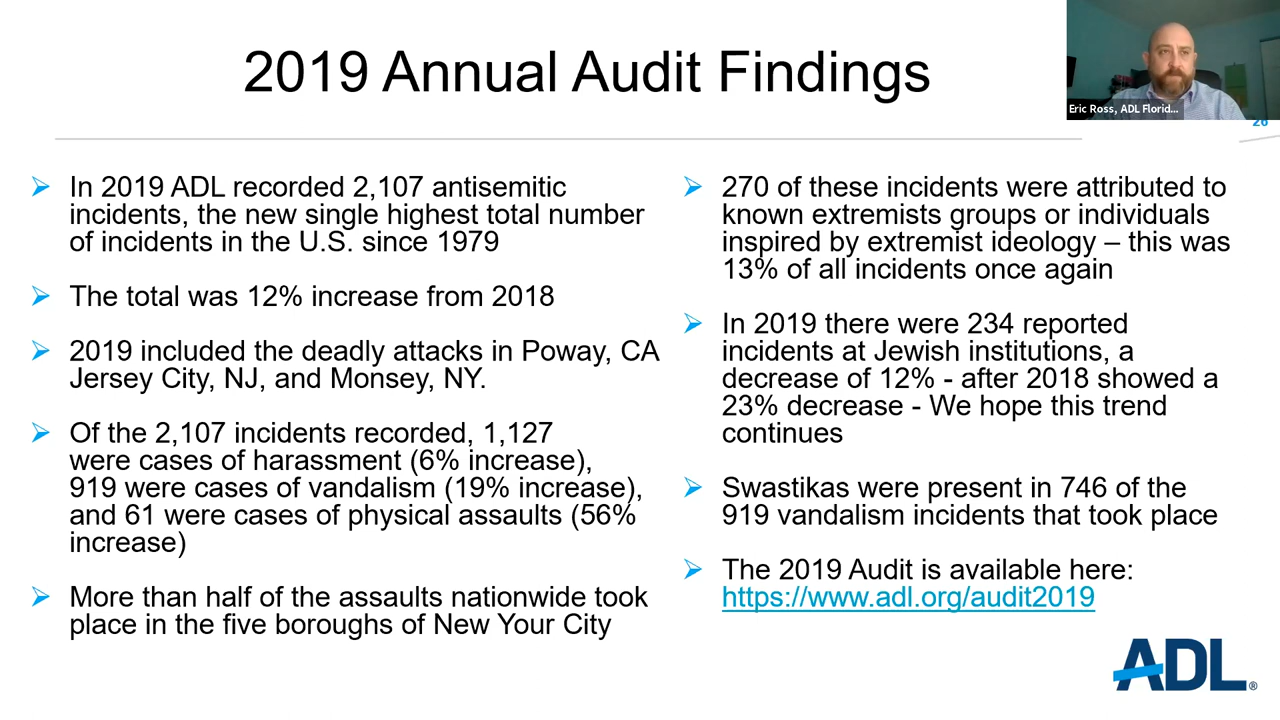 2019 Annual Audit Findings
Eric Ross, ADL Florid...
26
In 2019 ADL recorded 2,107 antisemitic
incidents, the new single highest total number
of incidents in the U.S. since 1979
The total was 12% increase from 2018
2019 included the deadly attacks in Poway, CA
Jersey City, NJ, and Monsey, NY.
Of the 2,107 incidents recorded, 1,127
were cases of harassment (6% increase),
919 were cases of vandalism (19% increase),
and 61 were cases of physical assaults (56%
increase)
More than half of the assaults nationwide took
place in the five boroughs of New Your City
270 of these incidents were attributed to
known extremists groups or individuals
inspired by extremist ideology – this was
13% of all incidents once again
In 2019 there were 234 reported
incidents at Jewish institutions, a
decrease of 12% - after 2018 showed a
23% decrease - We hope this trend
continues
Swastikas were present in 746 of the
919 vandalism incidents that took place
The 2019 Audit is available here:
https://www.adl.org/audit2019
ADL®